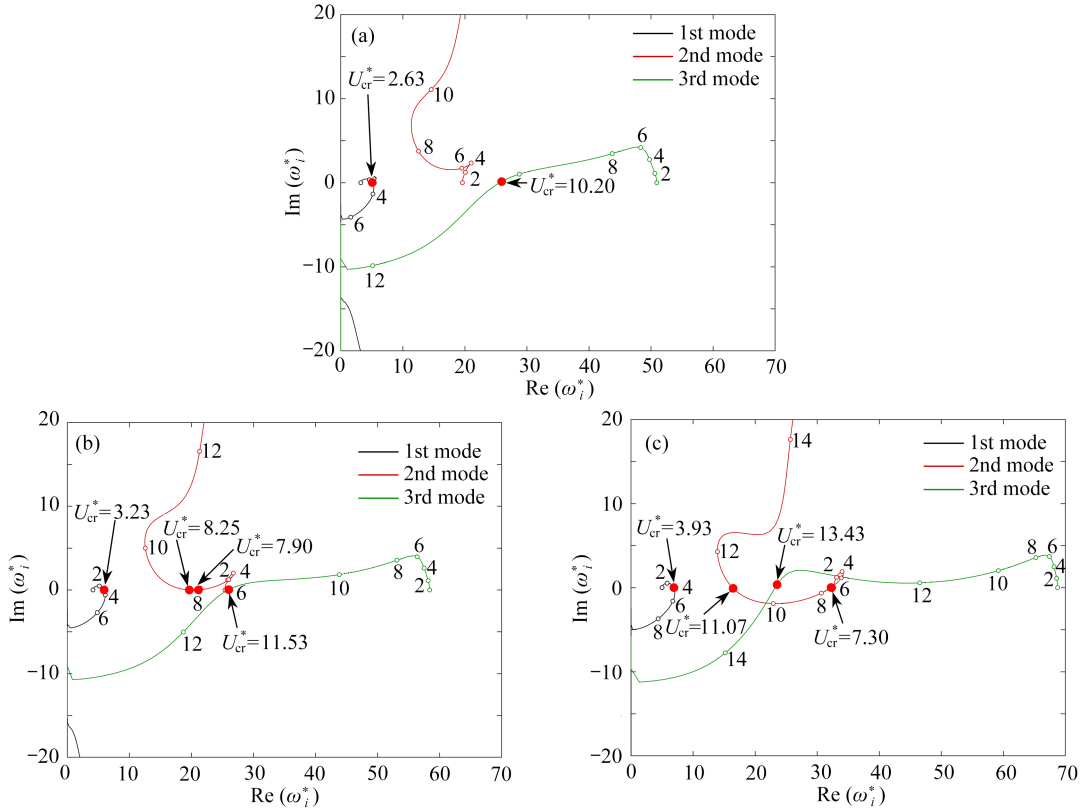 (a)
1st mode
2nd mode
3rd mode
U*cr=2.63
U*cr=10.20
10
8
6
4
2
4
6
6
8
4
2
12
20
10
0
−10
−20
Im (ω*i)
0 10 20 30 40 50 60 70
Re (ω*i)
(b)
1st mode
2nd mode
3rd mode
U*cr=3.23
U*cr=8.25
U*cr=7.90
U*cr=11.53
12
10
8
2
4
6
2
4
6
6
8
4
2
10
12
20
10
0
−10
−20
Im (ω*i)
0 10 20 30 40 50 60 70
Re (ω*i)
(c)
1st mode
2nd mode
3rd mode
U*cr=3.93
U*cr=13.43
U*cr=11.07
U*cr=7.30
14
12
10
8
2
4
6
2
4
6
8
6
8
4
2
10
12
14
20
10
0
−10
−20
Im (ω*i)
0 10 20 30 40 50 60 70
Re (ω*i)